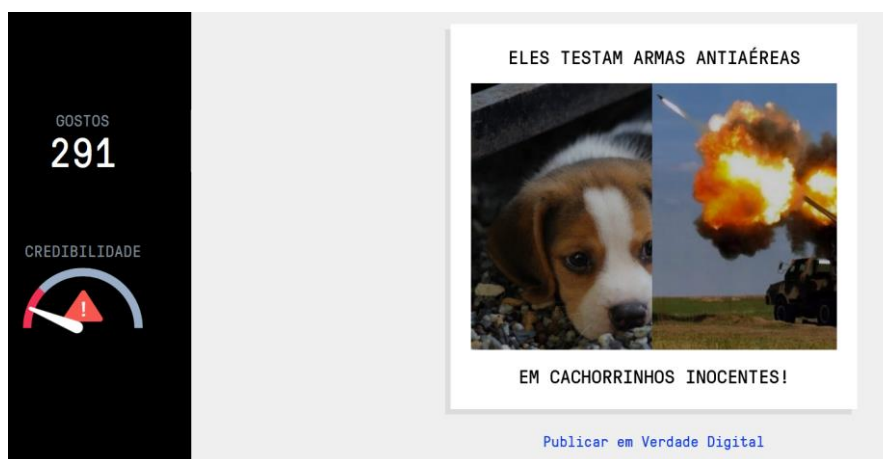 GOSTOS
291
CREDIBILIDADE
!
ELES TESTAM ARMAS ANTIAÉREAS
EM CACHORRINHOS INOCENTES!
Publicar em Verdade Digital